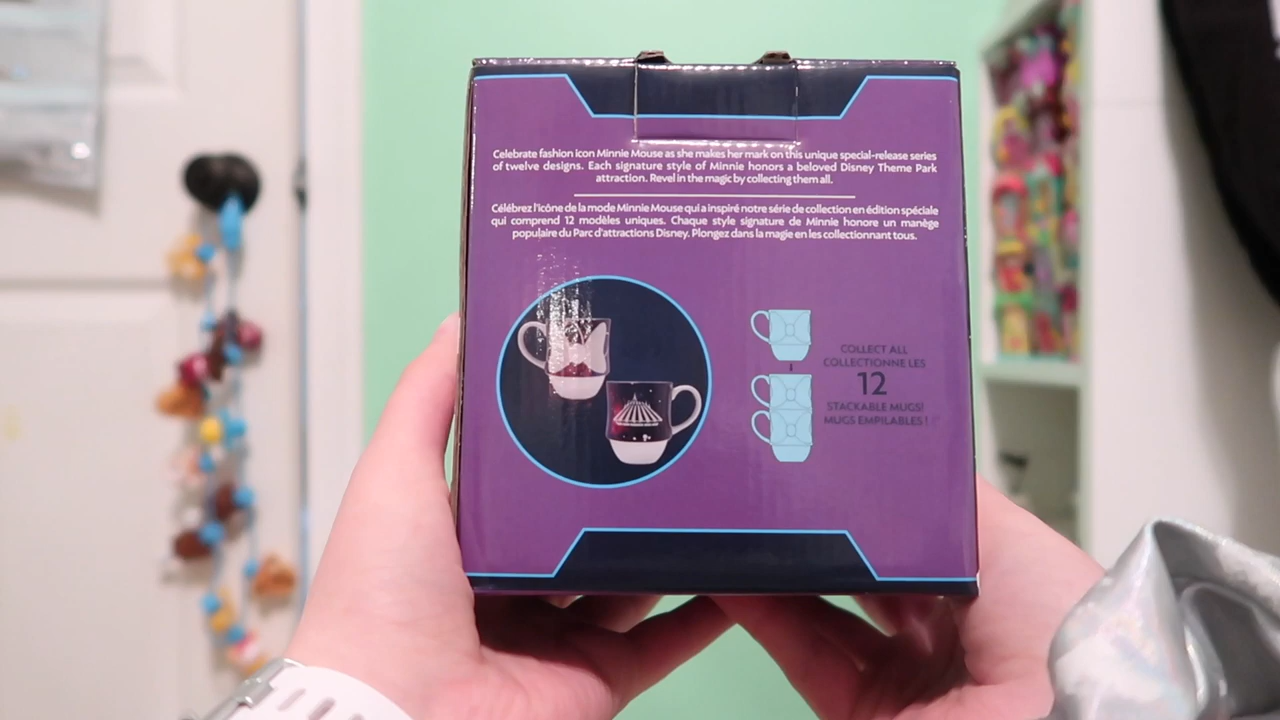 Celebrate fashion icon Minnie Mouse as she makes her mark on this unique special-release series
of twelve designs. Each signature style of Minnie honors a beloved Disney Theme Park
attraction. Revel in the magic by collecting them all.
Célébrez l'icône de la mode Minnie Mouse qui a inspiré notre série de collection en édition spéciale
qui comprend 12 modèles uniques. Chaque style signature de Minnie honore un manège
populaire du Parc d'attractions Disney. Plongez dans la magie en les collectionnant tous.
COLLECT ALL
COLLECTIONNE LES
12
STACKABLE MUGS!
MUGS EMPILABLES !